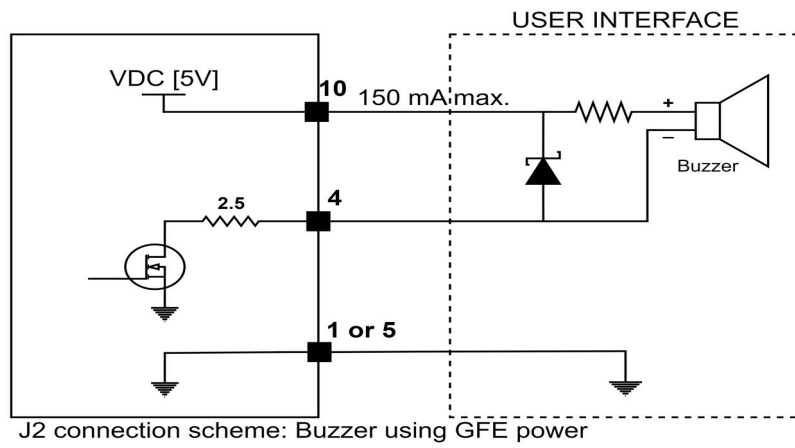 USER INTERFACE
VDC [5V]
10
150 mA max.
+
–
Buzzer
2.5
4
1 or 5
J2 connection scheme: Buzzer using GFE power